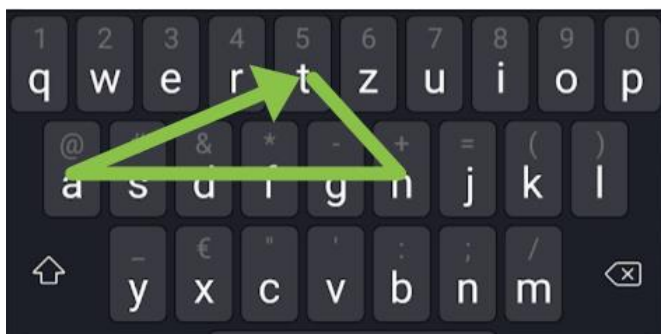 1 2 3 4 5 6 7 8 9 0
q w e r t z u i o p
@ & * - + = ( )
a s d f g h j k l
_ € " ' : ; /
y x c v b n m